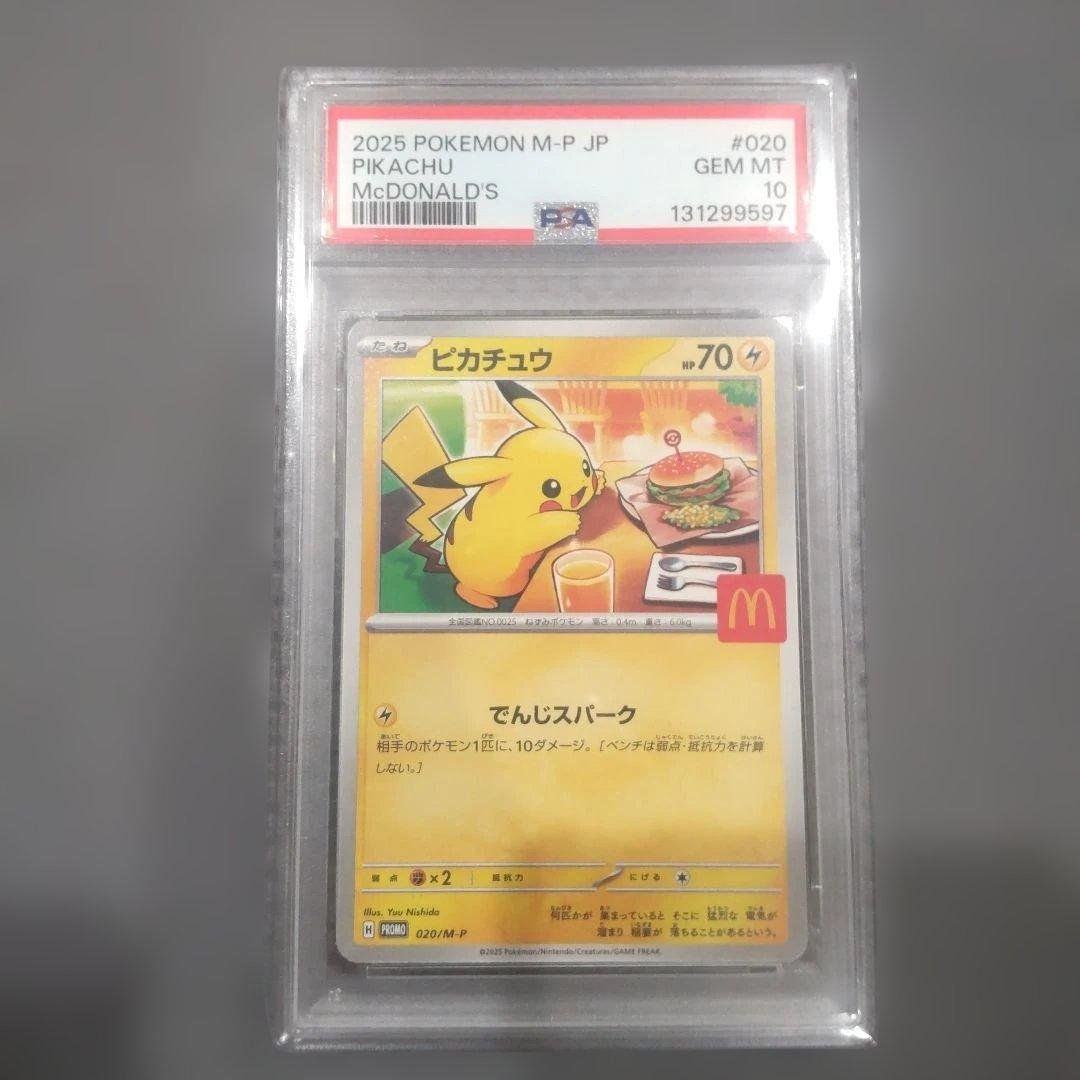 2025 POKEMON M-P JP #020
PIKACHU GEM MT
McDONALD'S 10
PSA 131299597
たね ピカチュウ HP70
全国図鑑NO.0025 ねずみポケモン 高さ:0.4m 重さ:6.0kg
でんじスパーク
相手のポケモン1匹に、10ダメージ。[ベンチは弱点・抵抗力を計算
しない。]
弱点 ×2 抵抗力 にげる
Illus. Yuu Nishida
何匹かが 集まっていると そこに 猛烈な 電気が
溜まり 稲妻が 落ちることがあるという。
H PROMO 020/M-P
©2025 Pokémon/Nintendo/Creatures/GAME FREAK.